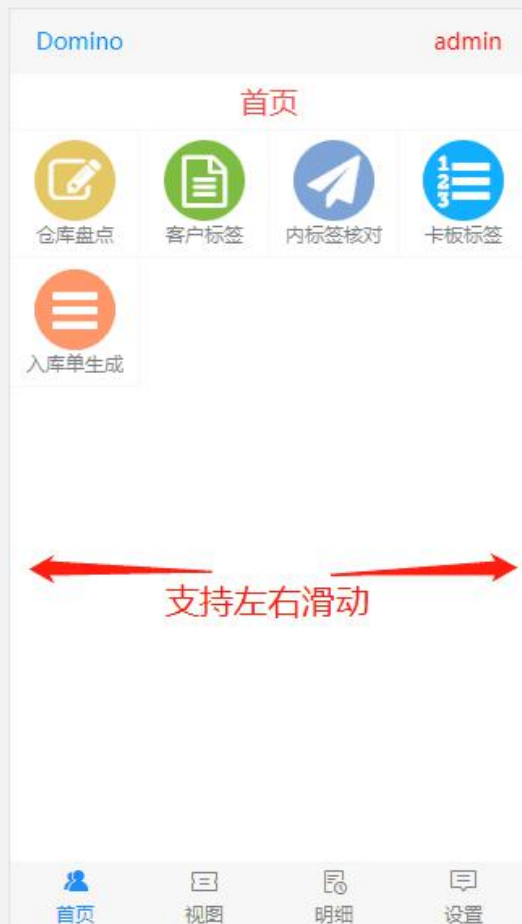 Domino admin
首页
仓库盘点 客户标签 内标签核对 卡板标签
入库单生成
支持左右滑动
首页 视图 明细 设置